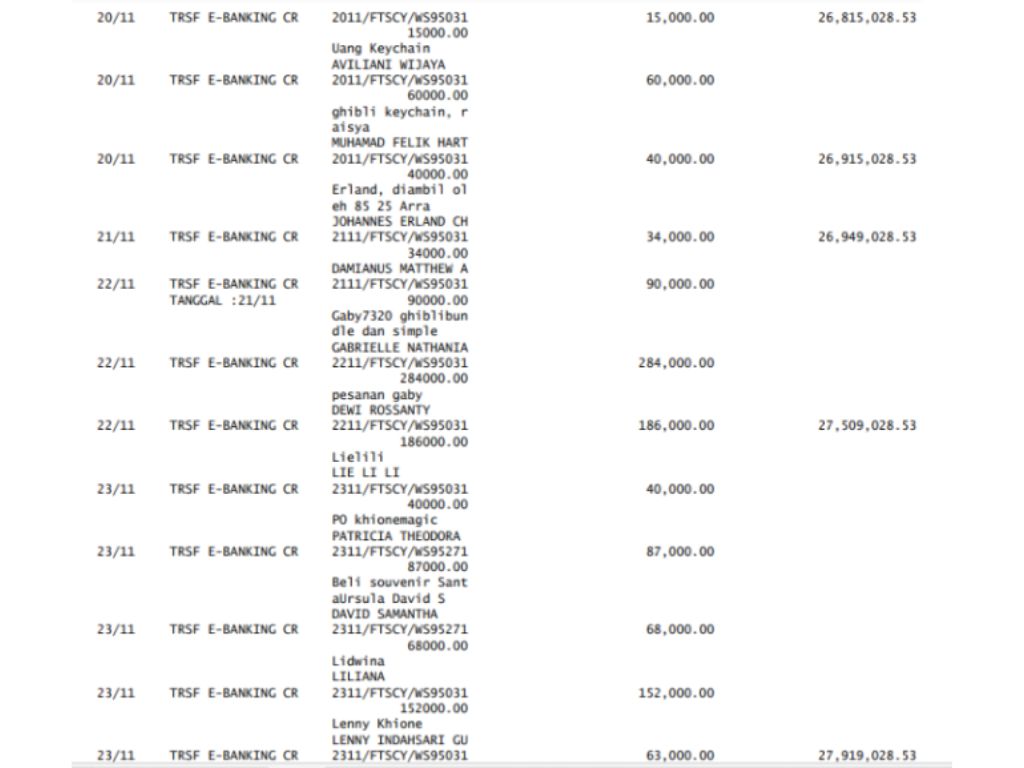 20/11 TRSF E-BANKING CR 2011/FTSCY/WS95031 15,000.00 26,815,028.53
15000.00
Uang Keychain
AVILIANI WIJAYA
20/11 TRSF E-BANKING CR 2011/FTSCY/WS95031 60,000.00
60000.00
ghibli keychain, r
aisya
MUHAMAD FELIK HART
20/11 TRSF E-BANKING CR 2011/FTSCY/WS95031 40,000.00 26,915,028.53
40000.00
Erland, diambil ol
eh 85 25 Arra
JOHANNES ERLAND CH
21/11 TRSF E-BANKING CR 2111/FTSCY/WS95031 34,000.00 26,949,028.53
34000.00
DAMIANUS MATTHEW A
22/11 TRSF E-BANKING CR 2111/FTSCY/WS95031 90,000.00
TANGGAL :21/11 90000.00
Gaby7320 ghiblibun
dle dan simple
GABRIELLE NATHANIA
22/11 TRSF E-BANKING CR 2211/FTSCY/WS95031 284,000.00
284000.00
pesanan gaby
DEWI ROSSANTY
22/11 TRSF E-BANKING CR 2211/FTSCY/WS95031 186,000.00 27,509,028.53
186000.00
Lielili
LIE LI LI
23/11 TRSF E-BANKING CR 2311/FTSCY/WS95031 40,000.00
40000.00
PO khionemagic
PATRICIA THEODORA
23/11 TRSF E-BANKING CR 2311/FTSCY/WS95271 87,000.00
87000.00
Beli souvenir Sant
aUrsula David S
DAVID SAMANTHA
23/11 TRSF E-BANKING CR 2311/FTSCY/WS95271 68,000.00
68000.00
Lidwina
LILIANA
23/11 TRSF E-BANKING CR 2311/FTSCY/WS95031 152,000.00
152000.00
Lenny Khione
LENNY INDAHSARI GU
23/11 TRSF E-BANKING CR 2311/FTSCY/WS95031 63,000.00 27,919,028.53